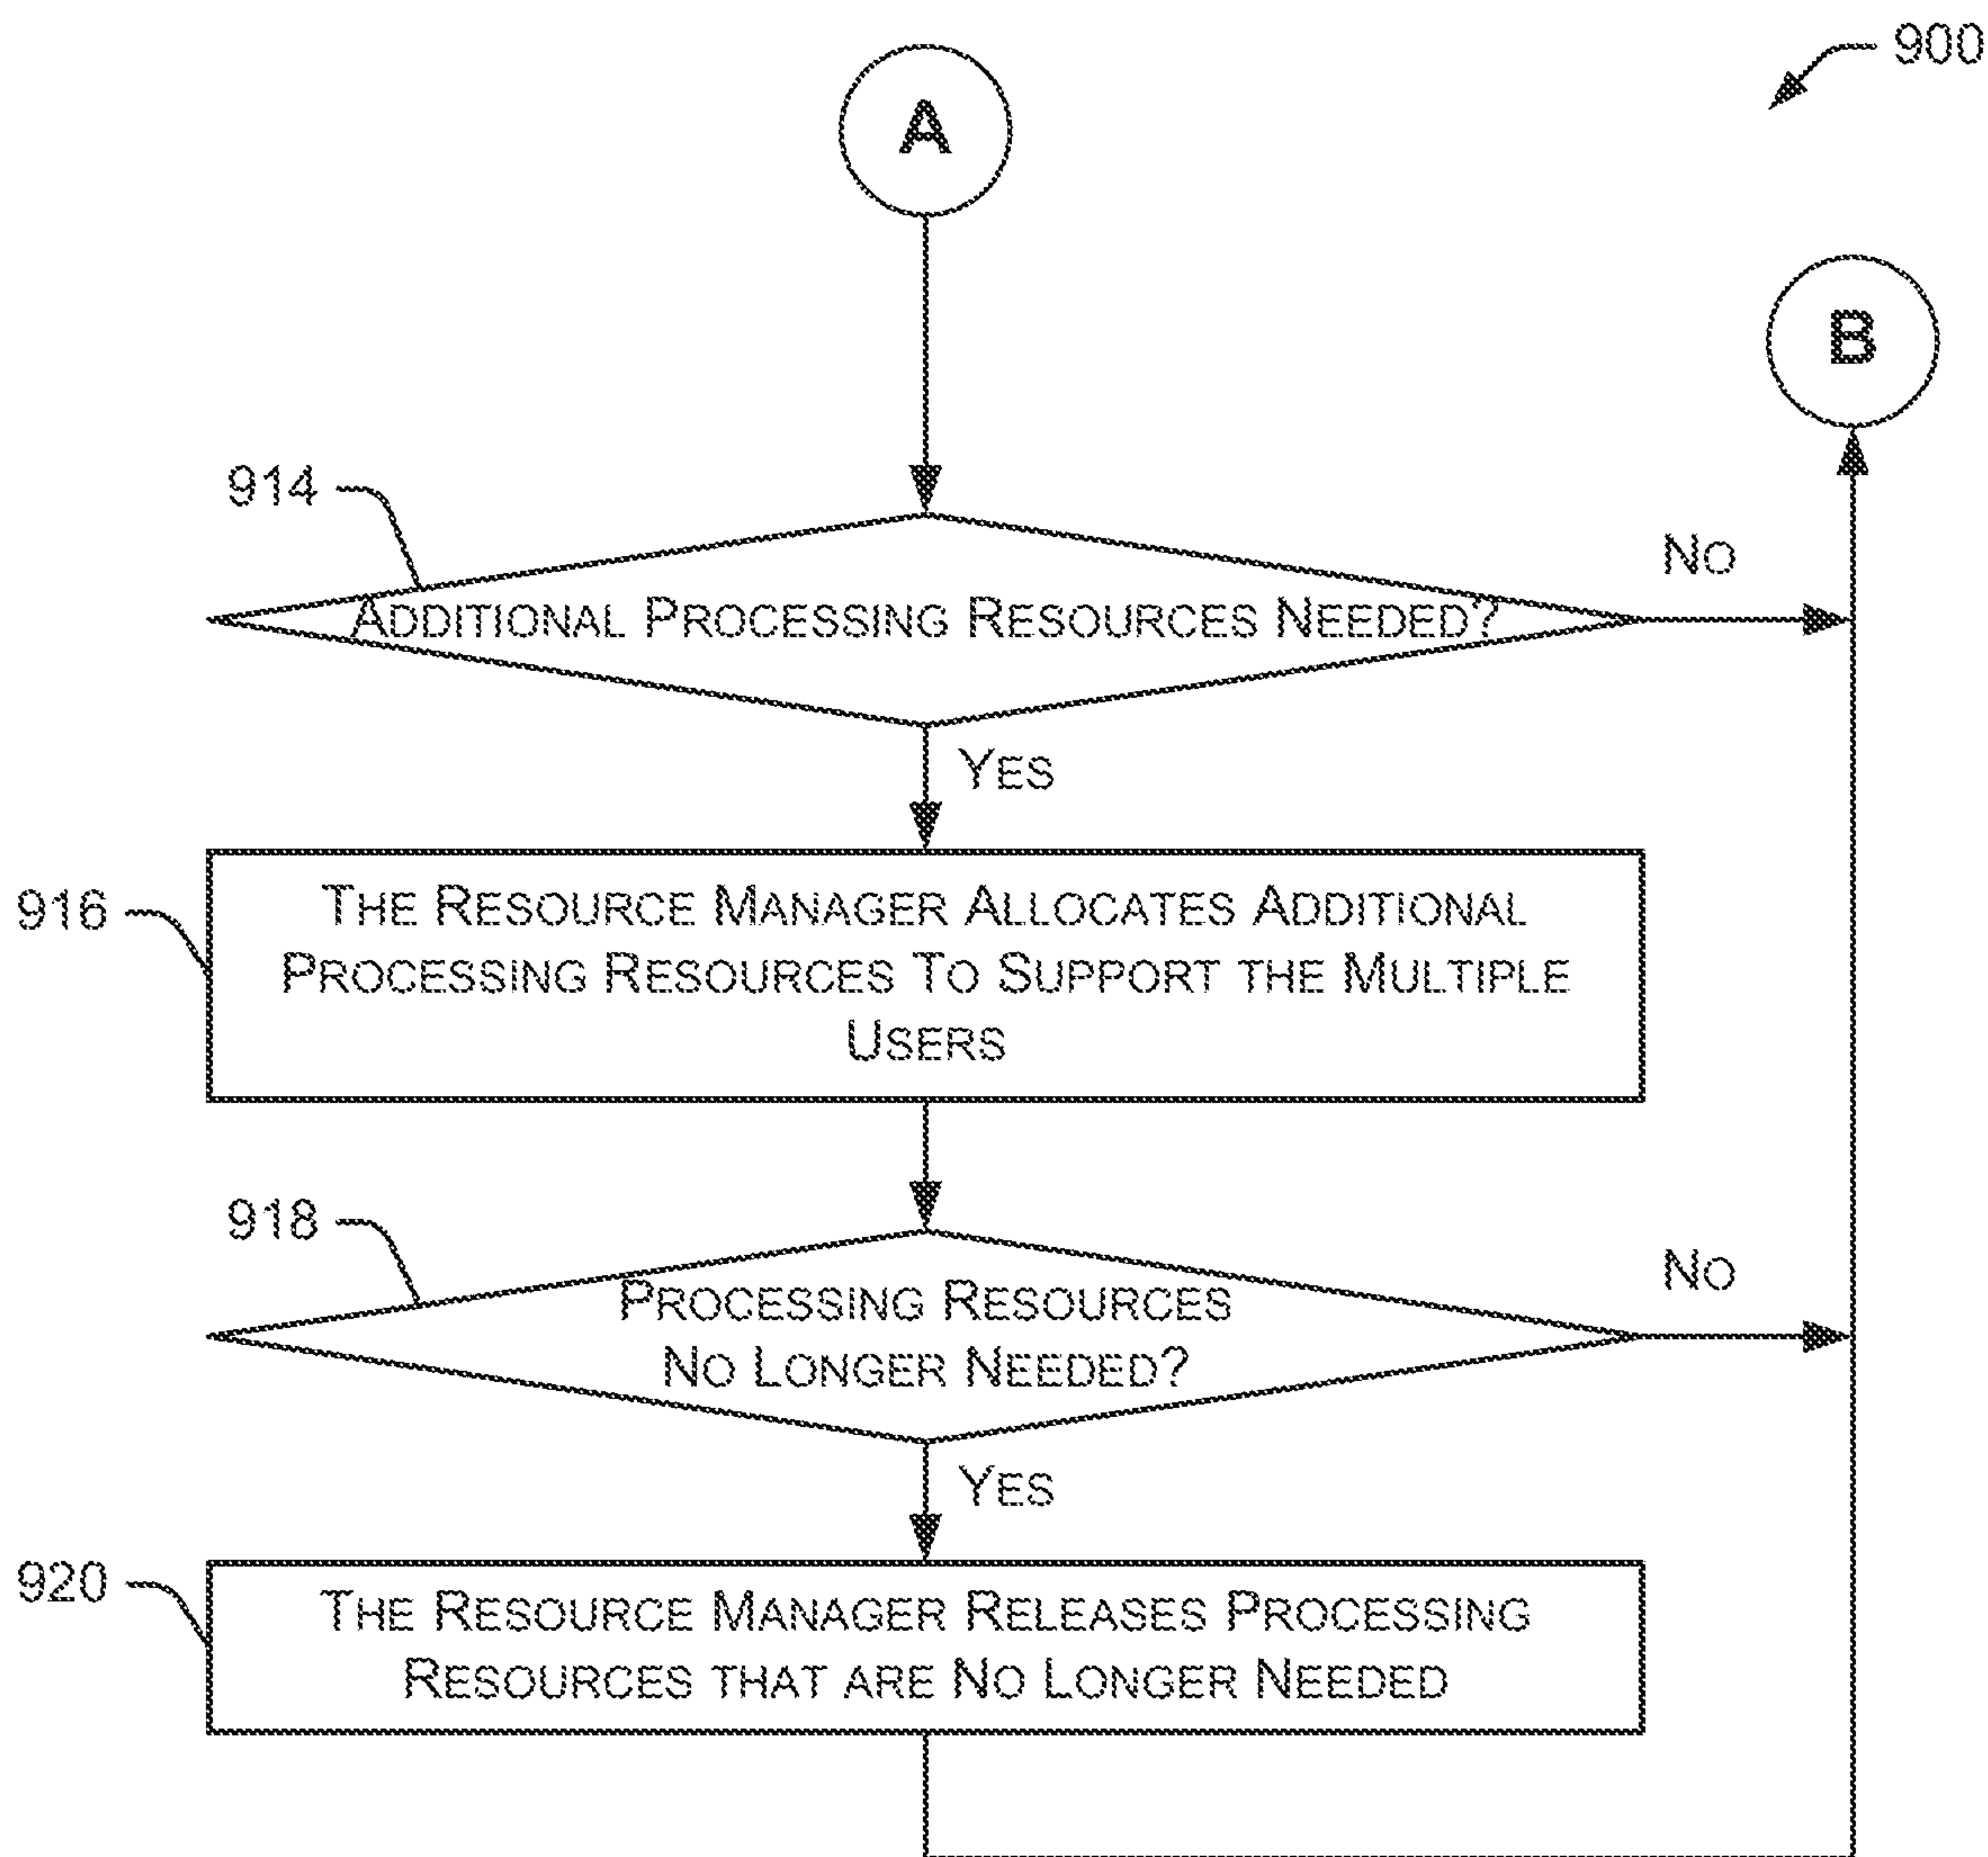 900
A
B
914
ADDITIONAL PROCESSING RESOURCES NEEDED?
NO
YES
916
THE RESOURCE MANAGER ALLOCATES ADDITIONAL
PROCESSING RESOURCES TO SUPPORT THE MULTIPLE
USERS
918
PROCESSING RESOURCES
NO LONGER NEEDED?
NO
YES
920
THE RESOURCE MANAGER RELEASES PROCESSING
RESOURCES THAT ARE NO LONGER NEEDED